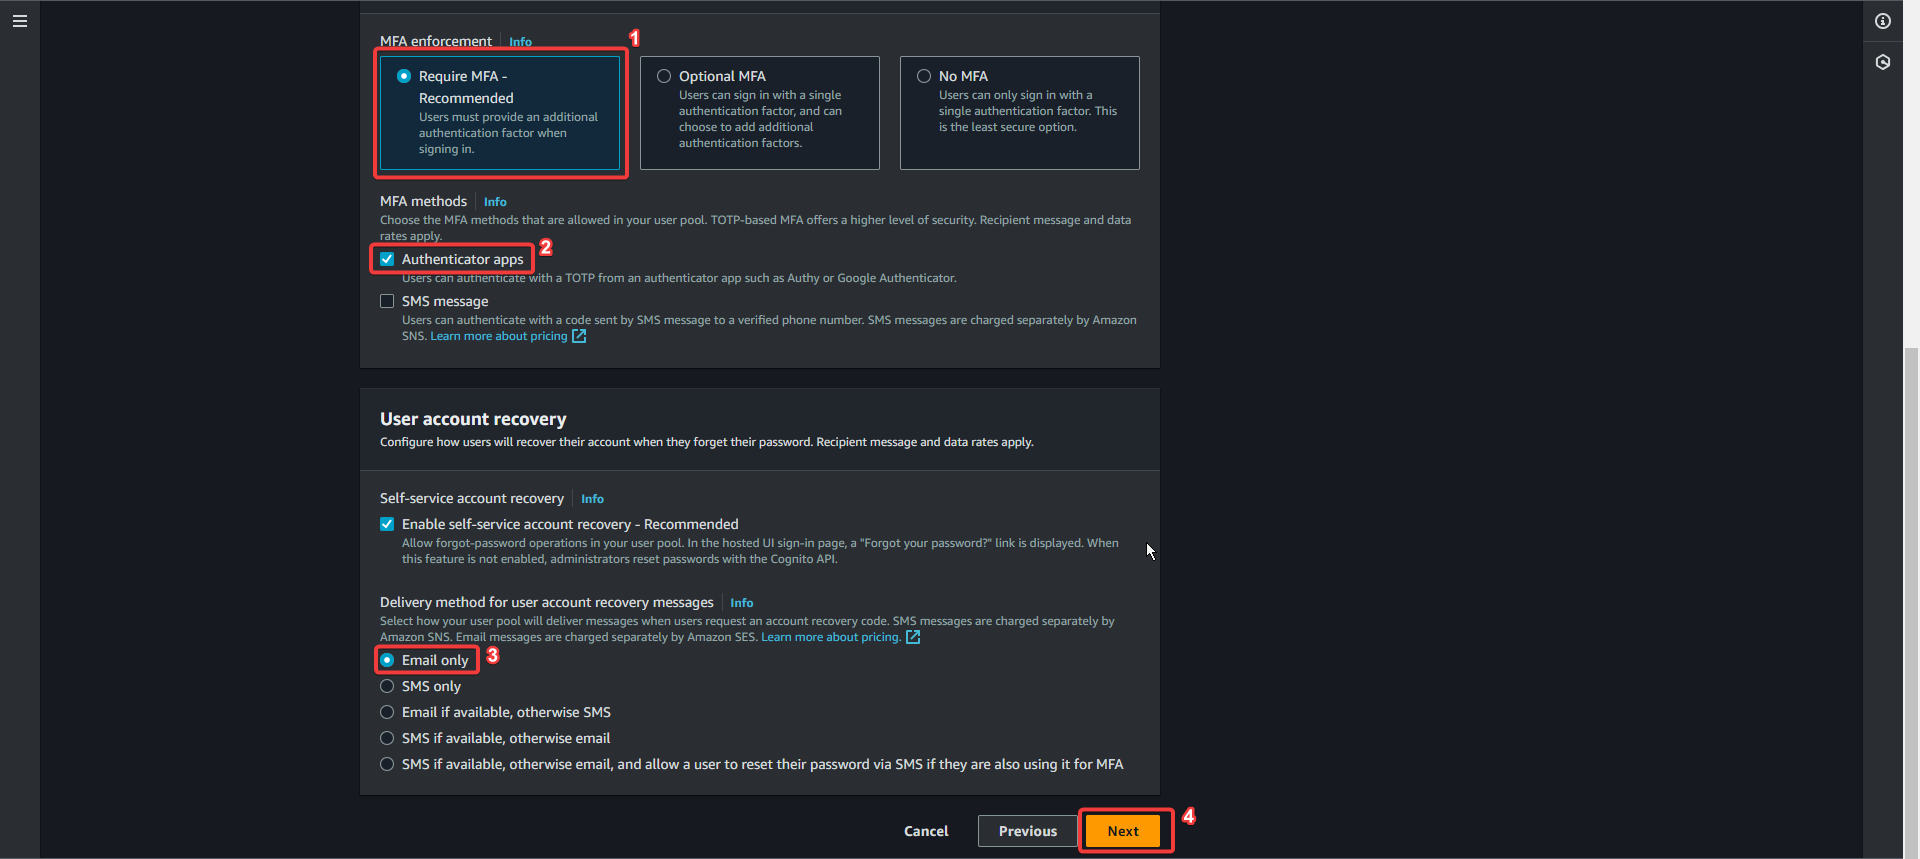 MFA enforcement Info
1
Require MFA -
Recommended
Users must provide an additional
authentication factor when
signing in.
Optional MFA
Users can sign in with a single
authentication factor, and can
choose to add additional
authentication factors.
No MFA
Users can only sign in with a
single authentication factor. This
is the least secure option.
MFA methods Info
Choose the MFA methods that are allowed in your user pool. TOTP-based MFA offers a higher level of security. Recipient message and data
rates apply.
2
Authenticator apps
Users can authenticate with a TOTP from an authenticator app such as Authy or Google Authenticator.
SMS message
Users can authenticate with a code sent by SMS message to a verified phone number. SMS messages are charged separately by Amazon
SNS. Learn more about pricing
User account recovery
Configure how users will recover their account when they forget their password. Recipient message and data rates apply.
Self-service account recovery Info
Enable self-service account recovery - Recommended
Allow forgot-password operations in your user pool. In the hosted UI sign-in page, a "Forgot your password?" link is displayed. When
this feature is not enabled, administrators reset passwords with the Cognito API.
Delivery method for user account recovery messages Info
Select how your user pool will deliver messages when users request an account recovery code. SMS messages are charged separately by
Amazon SNS. Email messages are charged separately by Amazon SES. Learn more about pricing.
Email only 3
SMS only
Email if available, otherwise SMS
SMS if available, otherwise email
SMS if available, otherwise email, and allow a user to reset their password via SMS if they are also using it for MFA
Cancel Previous Next 4